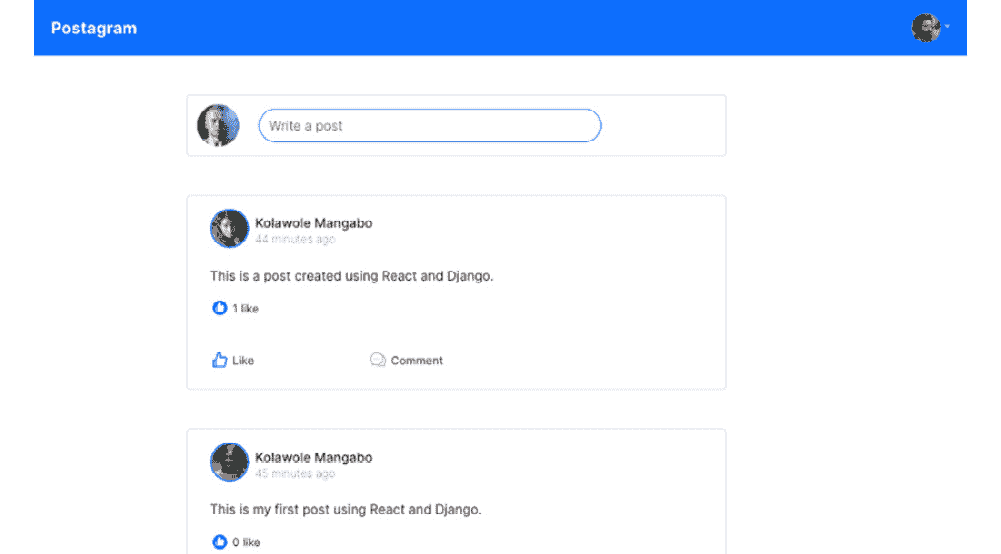 Postagram
Write a post
Kolawole Mangabo
44 minutes ago
This is a post created using React and Django.
1 like
Like Comment
Kolawole Mangabo
45 minutes ago
This is my first post using React and Django.
0 like